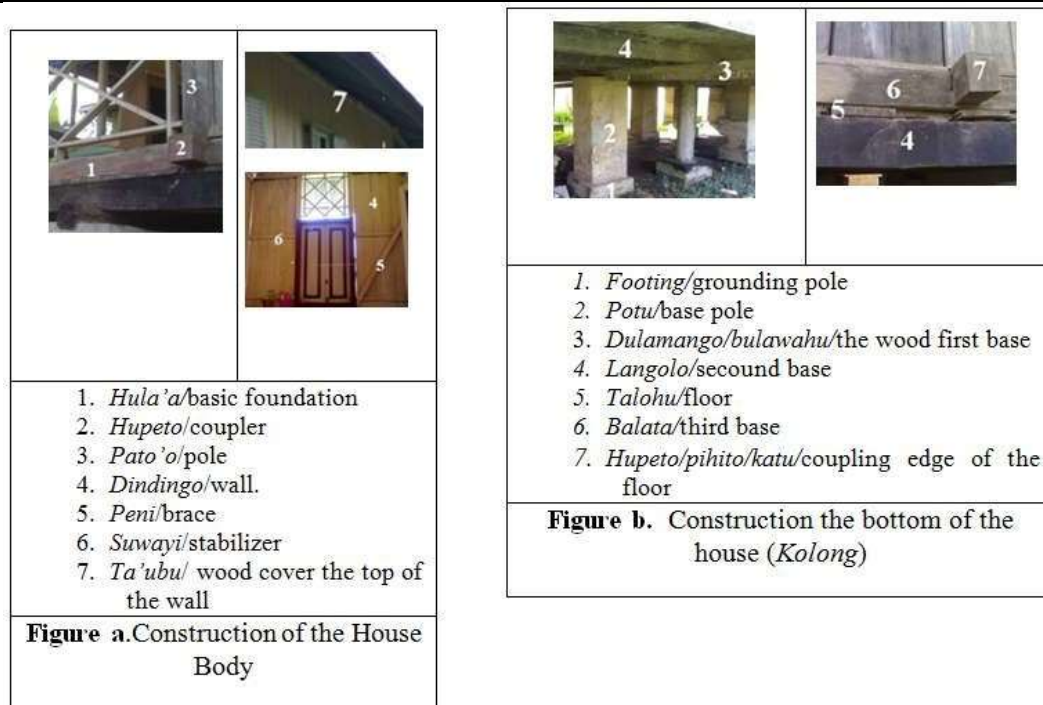 3
2
1
7
4
6
5
1. Hula'a/basic foundation
2. Hupeto/coupler
3. Pato'o/pole
4. Dindingo/wall.
5. Peni/brace
6. Suwayi/stabilizer
7. Ta'ubu/ wood cover the top of
the wall
Figure a.Construction of the House
Body
4
3
2
1
7
6
5
4
1. Footing/grounding pole
2. Potu/base pole
3. Dulamango/bulawahu/the wood first base
4. Langolo/secound base
5. Talohu/floor
6. Balata/third base
7. Hupeto/pihito/katu/coupling edge of the
floor
Figure b. Construction the bottom of the
house (Kolong)